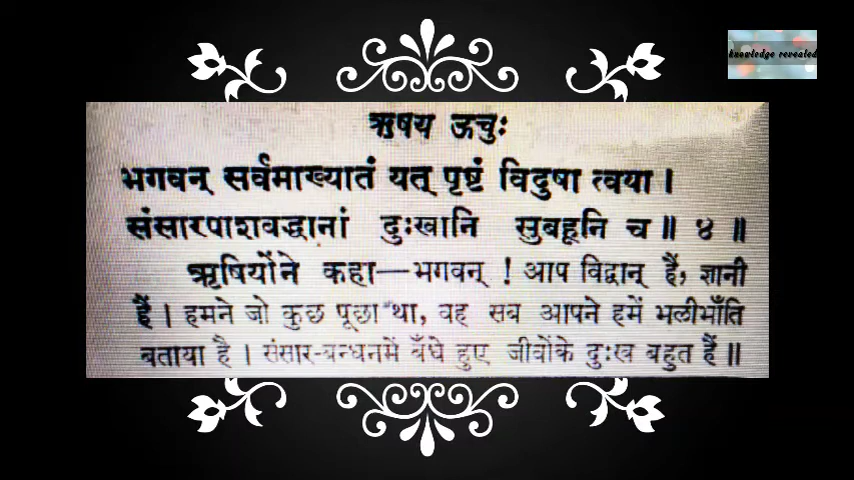 knowledge revealed
ऋषय ऊचुः
भगवन् सर्वमाख्यातं यत् पृष्टं विदुषा त्वया ।
संसारपाशबद्धानां दुःखानि सुबहूनि च ॥ ४ ॥
ऋषियोंने कहा—भगवन् ! आप विद्वान् हैं, ज्ञानी
हैं । हमने जो कुछ पूछा था, वह सब आपने हमें भलीभाँति
बताया है । संसार-बन्धनमें बँधे हुए जीवोंके दुःख बहुत हैं ॥